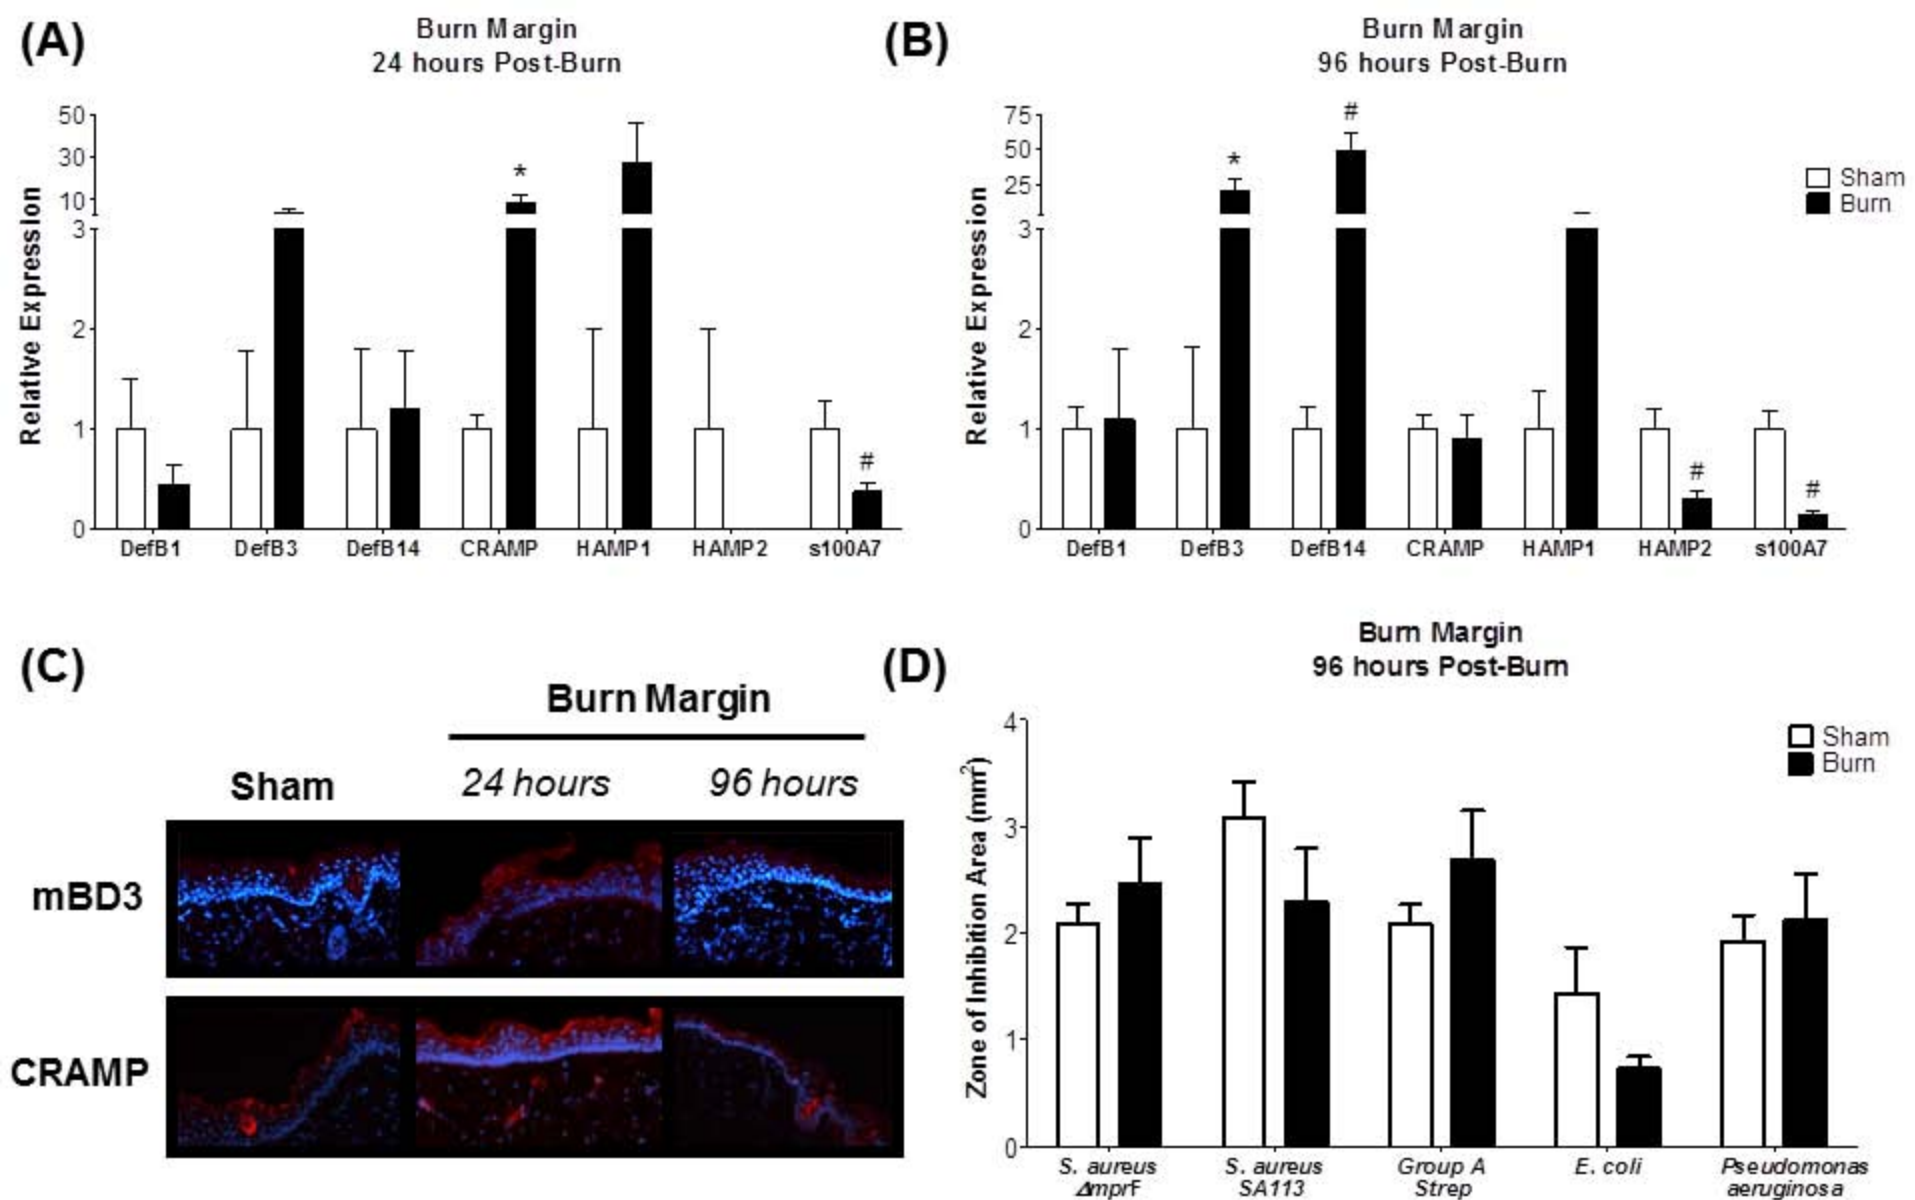 (A)
Burn Margin
24 hours Post-Burn
Relative Expression
50
30
10
3
2
1
0
DefB1 DefB3 DefB14 CRAMP HAMP1 HAMP2 s100A7
*
#
(B)
Burn Margin
96 hours Post-Burn
Relative Expression
75
50
25
3
2
1
0
DefB1 DefB3 DefB14 CRAMP HAMP1 HAMP2 s100A7
*
#
#
#
Sham
Burn
(C)
Burn Margin
Sham 24 hours 96 hours
mBD3
CRAMP
(D)
Burn Margin
96 hours Post-Burn
Zone of Inhibition Area (mm²)
4
3
2
1
0
S. aureus
ΔmprF
S. aureus
SA113
Group A
Strep
E. coli
Pseudomonas
aeruginosa
Sham
Burn